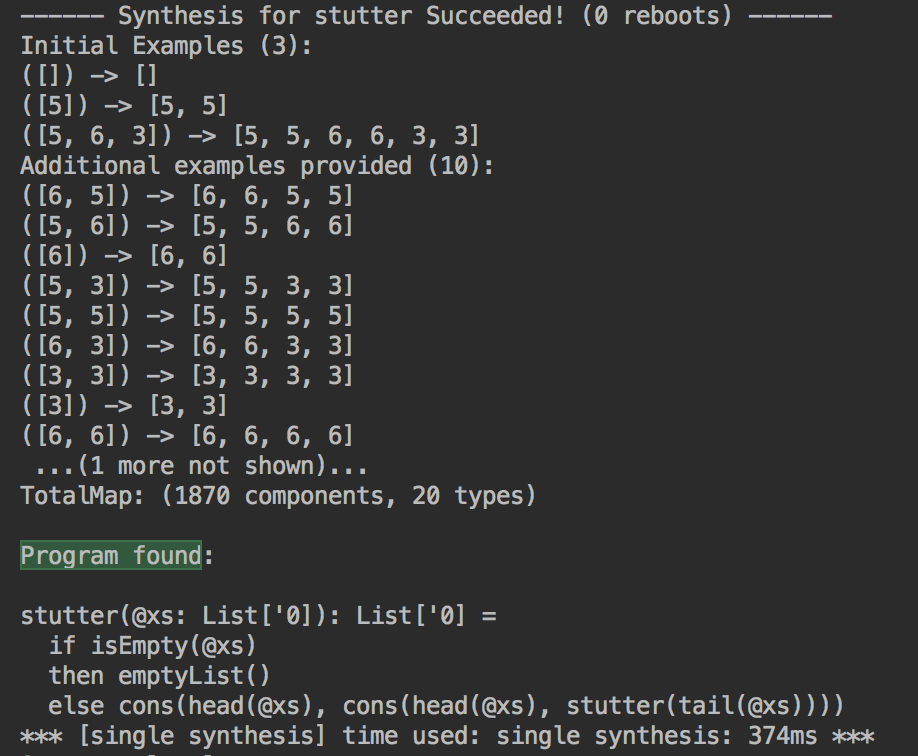 —————— Synthesis for stutter Succeeded! (0 reboots) ——————
Initial Examples (3):
([]) —> []
([5]) —> [5, 5]
([5, 6, 3]) —> [5, 5, 6, 6, 3, 3]
Additional examples provided (10):
([6, 5]) —> [6, 6, 5, 5]
([5, 6]) —> [5, 5, 6, 6]
([6]) —> [6, 6]
([5, 3]) —> [5, 5, 3, 3]
([5, 5]) —> [5, 5, 5, 5]
([6, 3]) —> [6, 6, 3, 3]
([3, 3]) —> [3, 3, 3, 3]
([3]) —> [3, 3]
([6, 6]) —> [6, 6, 6, 6]
 ...(1 more not shown)...
TotalMap: (1870 components, 20 types)
Program found:
stutter(@xs: List['0]): List['0] =
  if isEmpty(@xs)
  then emptyList()
  else cons(head(@xs), cons(head(@xs), stutter(tail(@xs))))
*** [single synthesis] time used: single synthesis: 374ms ***